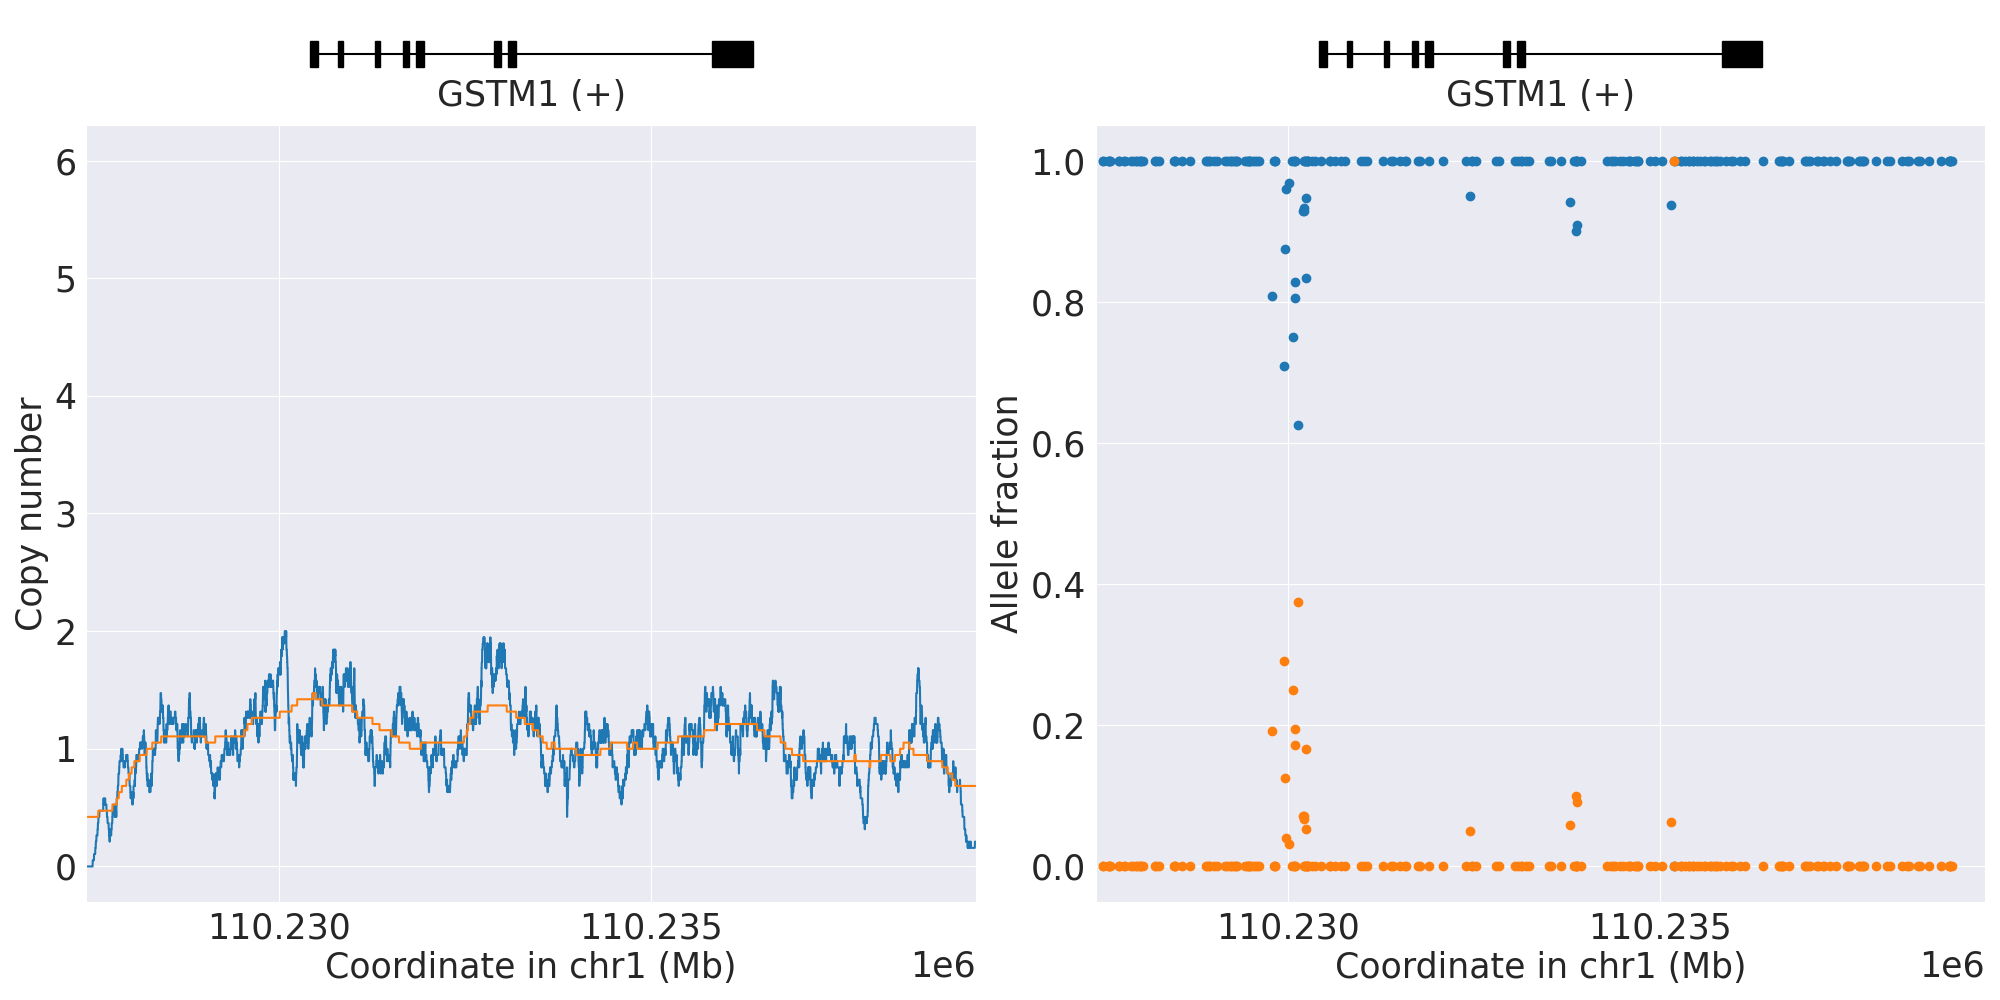 GSTM1 (+)
6
5
4
3
2
1
0
Copy number
110.230
110.235
Coordinate in chr1 (Mb)
1e6
GSTM1 (+)
1.0
0.8
0.6
0.4
0.2
0.0
Allele fraction
110.230
110.235
Coordinate in chr1 (Mb)
1e6